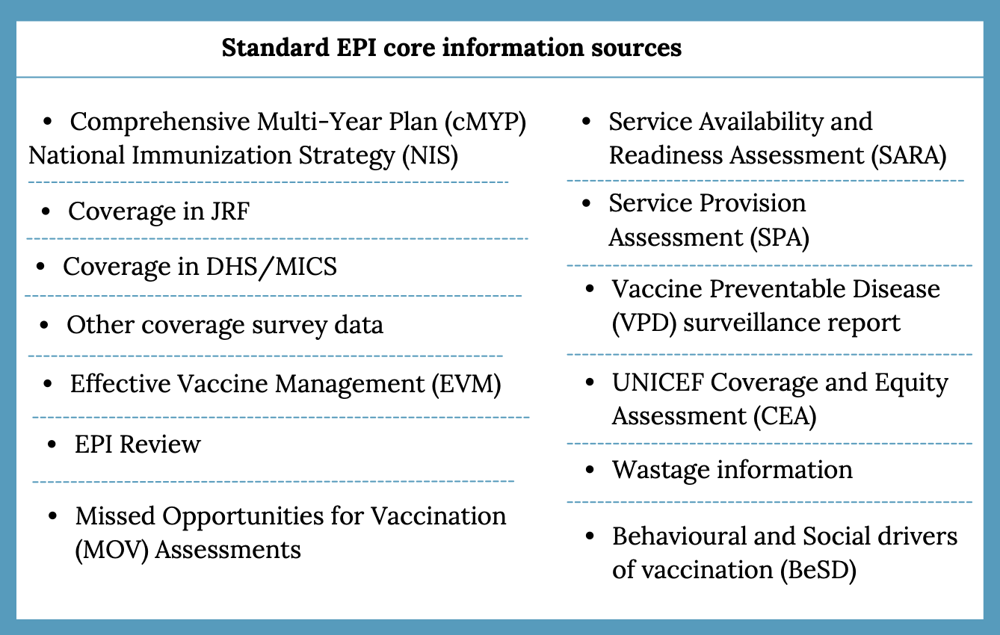 Standard EPI core information sources
• Comprehensive Multi-Year Plan (cMYP)
National Immunization Strategy (NIS)
• Coverage in JRF
• Coverage in DHS/MICS
• Other coverage survey data
• Effective Vaccine Management (EVM)
• EPI Review
• Missed Opportunities for Vaccination
(MOV) Assessments
• Service Availability and
Readiness Assessment (SARA)
• Service Provision
Assessment (SPA)
• Vaccine Preventable Disease
(VPD) surveillance report
• UNICEF Coverage and Equity
Assessment (CEA)
• Wastage information
• Behavioural and Social drivers
of vaccination (BeSD)